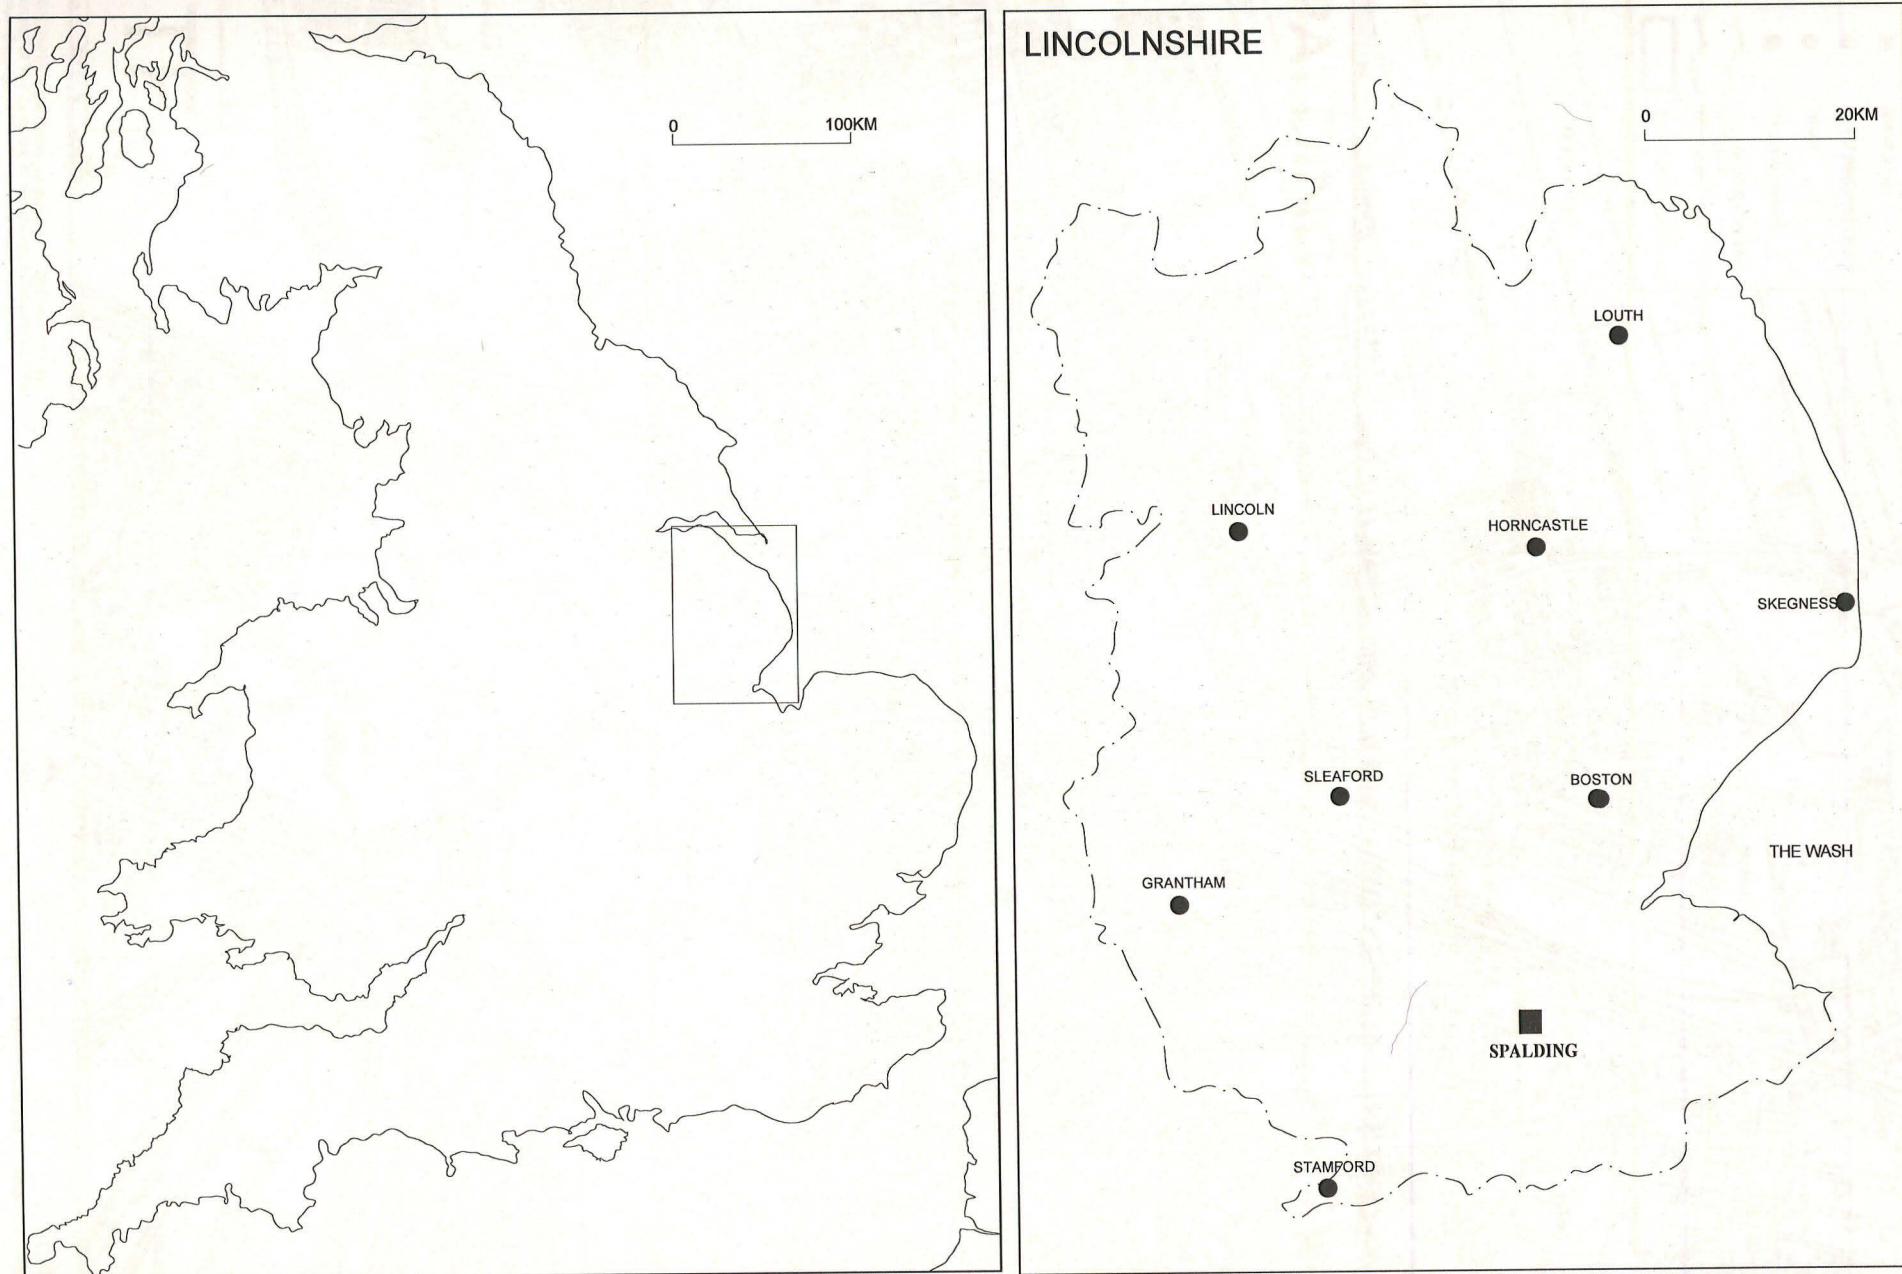 0 100KM
LINCOLNSHIRE
0 20KM
LOUTH
LINCOLN
HORNCASTLE
SKEGNESS
SLEAFORD
BOSTON
THE WASH
GRANTHAM
SPALDING
STAMFORD